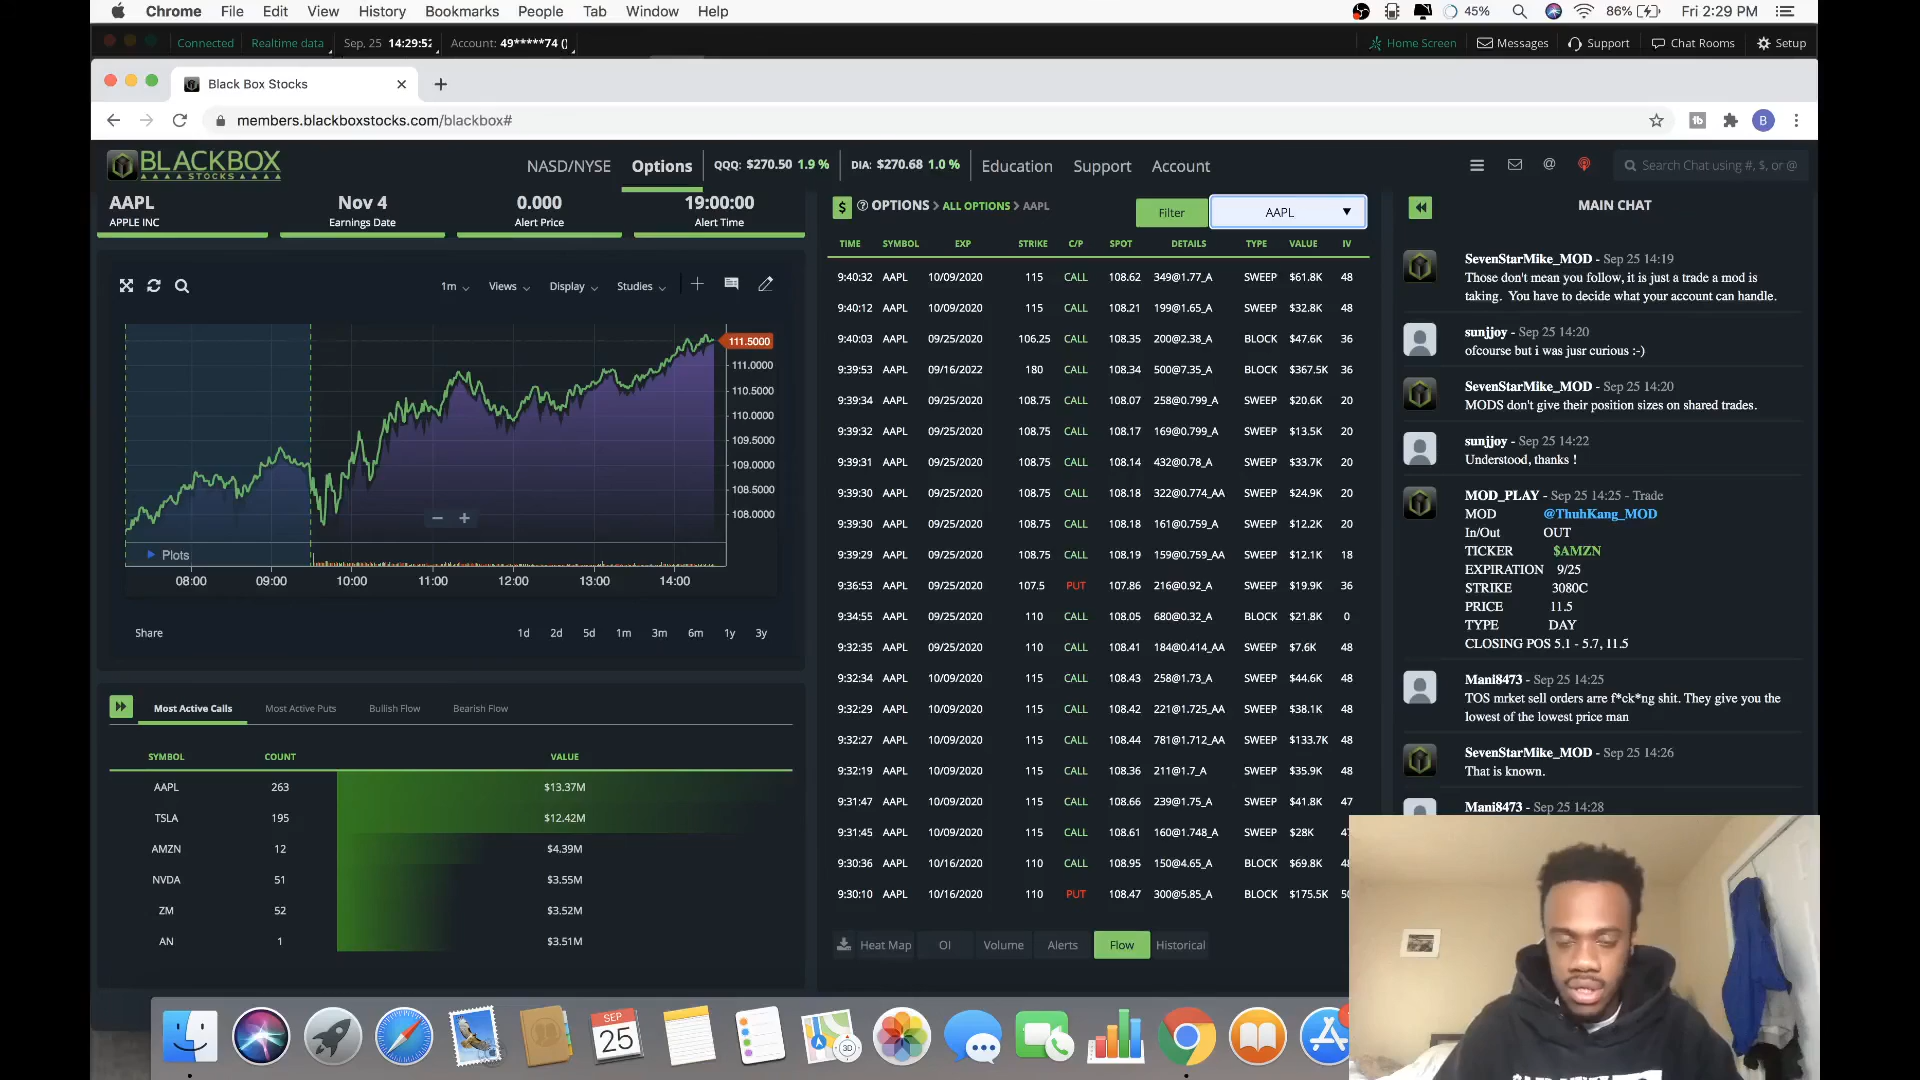 Chrome File Edit View History Bookmarks People Tab Window Help 45% 86% Fri 2:29 PM
Connected Realtime data Sep. 25 14:29:52 Account: 49*****74 () Home Screen Messages Support Chat Rooms Setup
Black Box Stocks
members.blackboxstocks.com/blackbox#
B
BLACKBOX
STOCKS
NASD/NYSE Options QQQ: $270.50 1.9 % DIA: $270.68 1.0 % Education Support Account
Search Chat using #, $, or @
AAPL Nov 4 0.000 19:00:00
APPLE INC Earnings Date Alert Price Alert Time
1m Views Display Studies
111.5000
111.0000
110.5000
110.0000
109.5000
109.0000
108.5000
108.0000
Plots
08:00 09:00 10:00 11:00 12:00 13:00 14:00
Share 1d 2d 5d 1m 3m 6m 1y 3y
Most Active Calls Most Active Puts Bullish Flow Bearish Flow
SYMBOL COUNT VALUE
AAPL 263 $13.37M
TSLA 195 $12.42M
AMZN 12 $4.39M
NVDA 51 $3.55M
ZM 52 $3.52M
AN 1 $3.51M
$ OPTIONS > ALL OPTIONS > AAPL Filter AAPL
TIME SYMBOL EXP STRIKE C/P SPOT DETAILS TYPE VALUE IV
9:40:32 AAPL 10/09/2020 115 CALL 108.62 349@1.77_A SWEEP $61.8K 48
9:40:12 AAPL 10/09/2020 115 CALL 108.21 199@1.65_A SWEEP $32.8K 48
9:40:03 AAPL 09/25/2020 106.25 CALL 108.35 200@2.38_A BLOCK $47.6K 36
9:39:53 AAPL 09/16/2022 180 CALL 108.34 500@7.35_A BLOCK $367.5K 36
9:39:34 AAPL 09/25/2020 108.75 CALL 108.07 258@0.799_A SWEEP $20.6K 20
9:39:32 AAPL 09/25/2020 108.75 CALL 108.17 169@0.799_A SWEEP $13.5K 20
9:39:31 AAPL 09/25/2020 108.75 CALL 108.14 432@0.78_A SWEEP $33.7K 20
9:39:30 AAPL 09/25/2020 108.75 CALL 108.18 322@0.774_AA SWEEP $24.9K 20
9:39:30 AAPL 09/25/2020 108.75 CALL 108.18 161@0.759_A SWEEP $12.2K 20
9:39:29 AAPL 09/25/2020 108.75 CALL 108.19 159@0.759_AA SWEEP $12.1K 18
9:36:53 AAPL 09/25/2020 107.5 PUT 107.86 216@0.92_A SWEEP $19.9K 36
9:34:55 AAPL 09/25/2020 110 CALL 108.05 680@0.32_A BLOCK $21.8K 0
9:32:35 AAPL 09/25/2020 110 CALL 108.41 184@0.414_AA SWEEP $7.6K 48
9:32:34 AAPL 10/09/2020 115 CALL 108.43 258@1.73_A SWEEP $44.6K 48
9:32:29 AAPL 10/09/2020 115 CALL 108.42 221@1.725_AA SWEEP $38.1K 48
9:32:27 AAPL 10/09/2020 115 CALL 108.44 781@1.712_AA SWEEP $133.7K 48
9:32:19 AAPL 10/09/2020 115 CALL 108.36 211@1.7_A SWEEP $35.9K 48
9:31:47 AAPL 10/09/2020 115 CALL 108.66 239@1.75_A SWEEP $41.8K 47
9:31:45 AAPL 10/09/2020 115 CALL 108.61 160@1.748_A SWEEP $28K
9:30:36 AAPL 10/16/2020 110 CALL 108.95 150@4.65_A BLOCK $69.8K
9:30:10 AAPL 10/16/2020 110 PUT 108.47 300@5.85_A BLOCK $175.5K
Heat Map OI Volume Alerts Flow Historical
MAIN CHAT
SevenStarMike_MOD - Sep 25 14:19
Those don't mean you follow, it is just a trade a mod is
taking. You have to decide what your account can handle.
sunjjoy - Sep 25 14:20
ofcourse but i was jusr curious :-)
SevenStarMike_MOD - Sep 25 14:20
MODS don't give their position sizes on shared trades.
sunjjoy - Sep 25 14:22
Understood, thanks !
MOD_PLAY - Sep 25 14:25 - Trade
MOD @ThuhKang_MOD
In/Out OUT
TICKER $AMZN
EXPIRATION 9/25
STRIKE 3080C
PRICE 11.5
TYPE DAY
CLOSING POS 5.1 - 5.7, 11.5
Mani8473 - Sep 25 14:25
TOS mrket sell orders arre f*ck*ng shit. They give you the
lowest of the lowest price man
SevenStarMike_MOD - Sep 25 14:26
That is known.
Mani8473 - Sep 25 14:28
SEP
25
3D